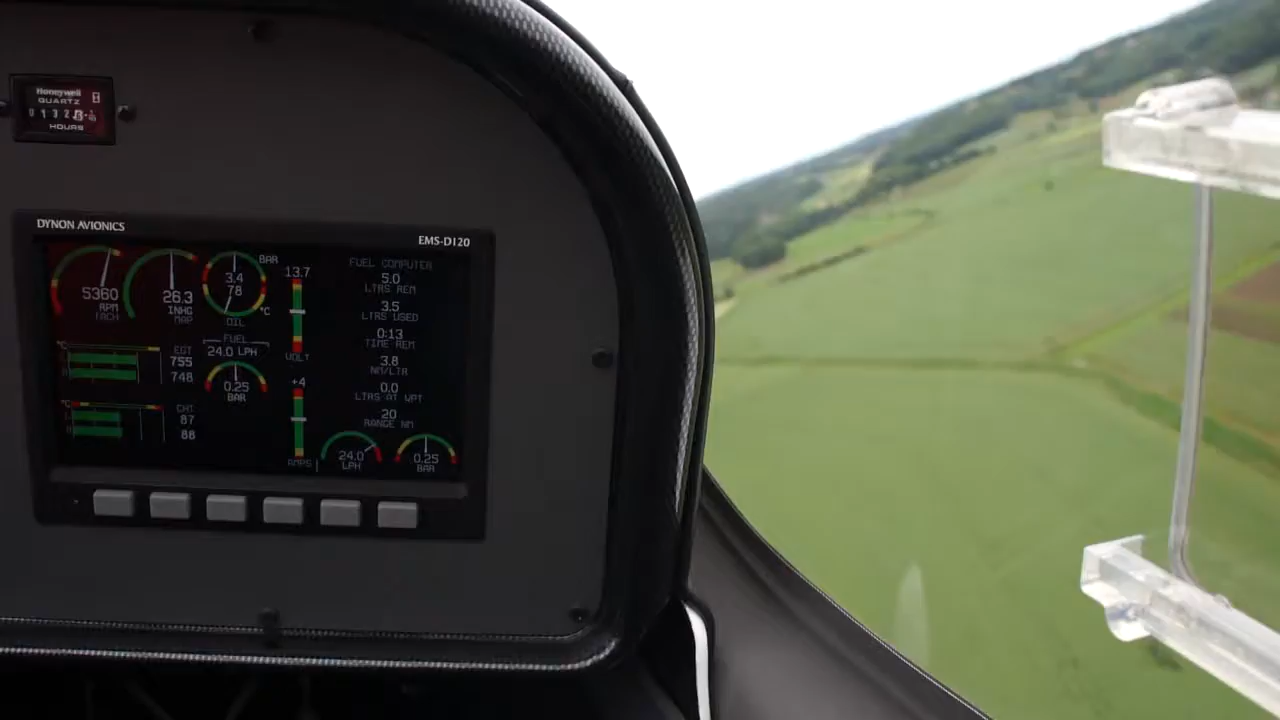 Honeywell
QUARTZ
HOURS
DYNON AVIONICS
EMS-D120
5360
RPM
TACH
26.3
INHG
MAP
BAR
3.4
78
°C
OIL
13.7
VOLT
FUEL COMPUTER
5.0
LTRS REM
3.5
LTRS USED
0:13
TIME REM
3.8
NM/LTR
0.0
LTRS AT WPT
20
RANGE NM
EGT
755
748
FUEL
24.0 LPH
0.25
BAR
CHT
87
88
+4
AMPS
24.0
LPH
0.25
BAR